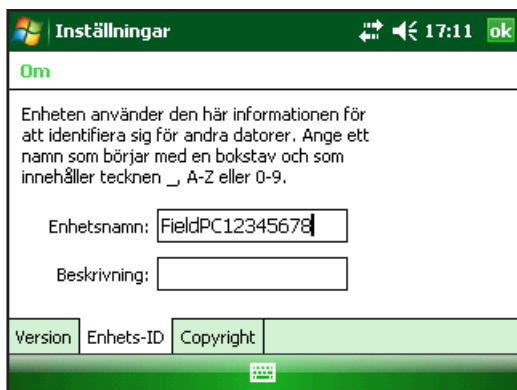 Inställningar 17:11 ok
Om
Enheten använder den här informationen för
att identifiera sig för andra datorer. Ange ett
namn som börjar med en bokstav och som
innehåller tecknen _, A-Z eller 0-9.
Enhetsnamn: FieldPC12345678
Beskrivning:
Version Enhets-ID Copyright